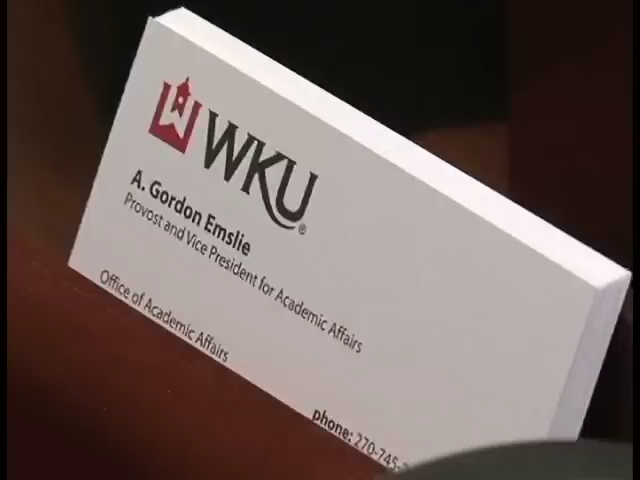 WKU®
A. Gordon Emslie
Provost and Vice President for Academic Affairs
Office of Academic Affairs
phone: 270-745-